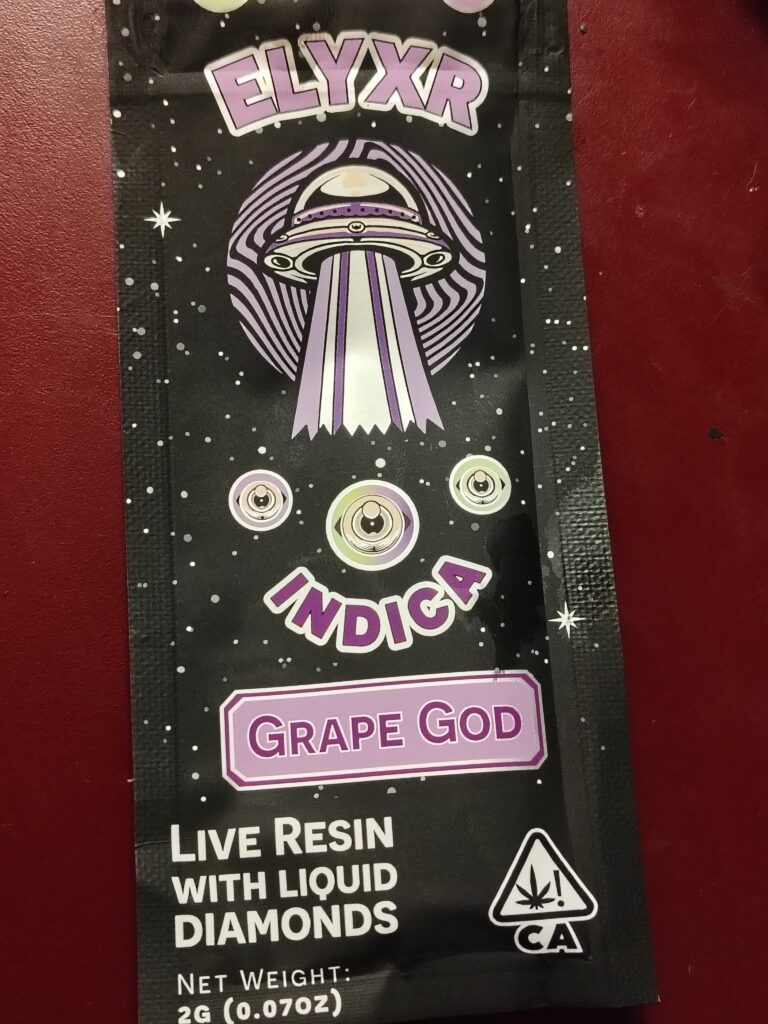 ELYXR
INDICA
GRAPE GOD
LIVE RESIN
WITH LIQUID
DIAMONDS
CA
NET WEIGHT:
2G (0.07OZ)